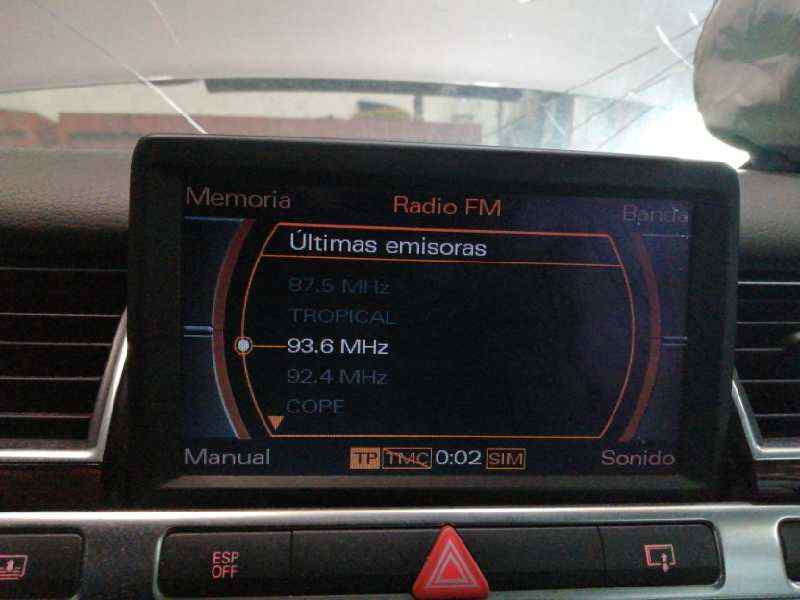 Memoria
Radio FM
Banda
Últimas emisoras
87.5 MHz
TROPICAL
93.6 MHz
92.4 MHz
COPE
Manual
TP TMC 0:02 SIM
Sonido
ESP
OFF